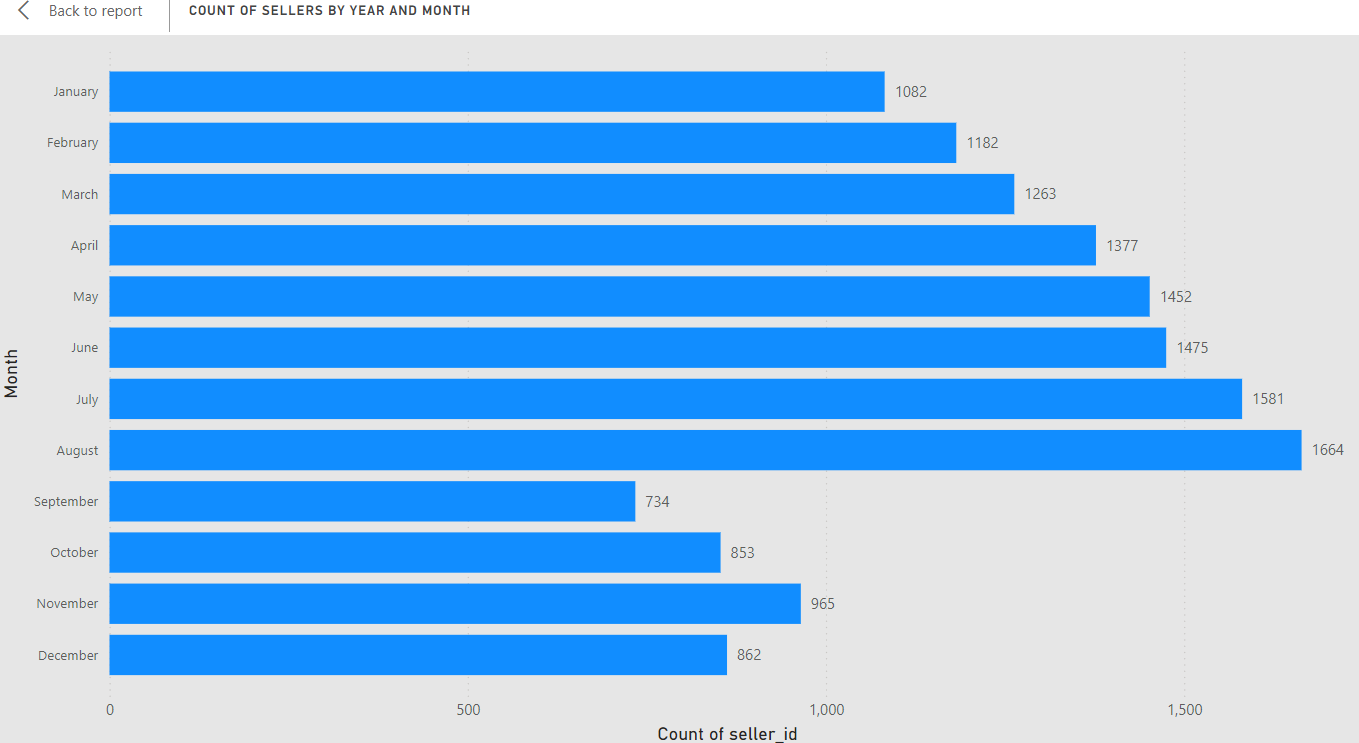 Back to report
COUNT OF SELLERS BY YEAR AND MONTH
January 1082
February 1182
March 1263
April 1377
May 1452
June 1475
July 1581
August 1664
September 734
October 853
November 965
December 862
Month
0 500 1,000 1,500
Count of seller_id